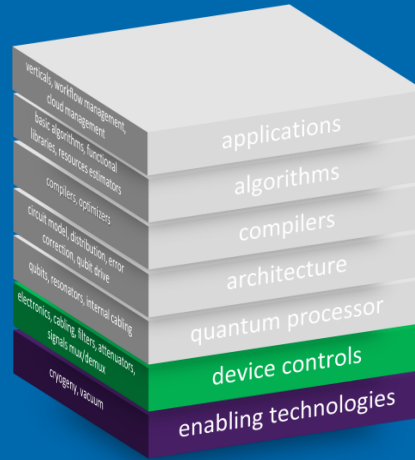 verticals, workflow management,
cloud management
applications
basic algorithms, functional
libraries, resources estimators
algorithms
compilers, optimizers
compilers
circuit model, distribution, error
correction, qubit drive
architecture
qubits, resonators, internal cabling
quantum processor
electronics, cabling, filters, attenuators,
signals mux/demux
device controls
cryogeny, vacuum
enabling technologies